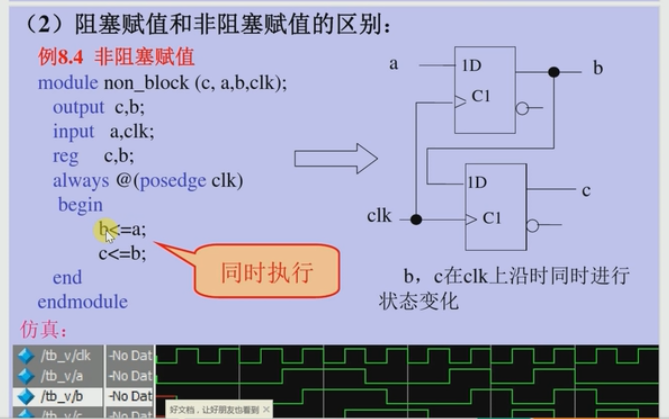 （2）阻塞赋值和非阻塞赋值的区别：
例8.4 非阻塞赋值
module non_block (c, a,b,clk);
output c,b;
input a,clk;
reg c,b;
always @(posedge clk)
begin
b<=a;
c<=b;
end
endmodule
同时执行
a
1D
C1
b
1D
C1
c
clk
b，c在clk上沿时同时进行
状态变化
仿真：
/tb_v/clk -No Dat
/tb_v/a -No Dat
/tb_v/b -No Dat
/tb_v/c -No Dat
好文档，让好朋友也看到